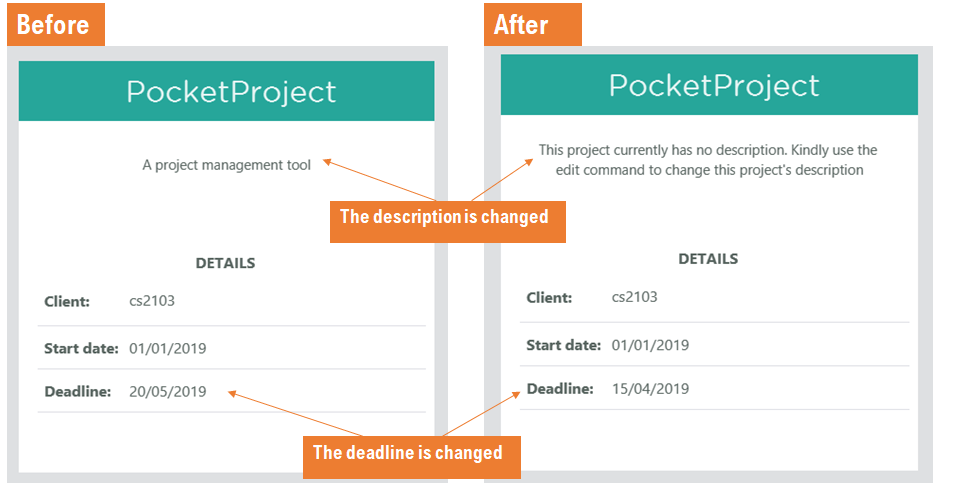 Before
PocketProject
A project management tool
DETAILS
Client: cs2103
Start date: 01/01/2019
Deadline: 20/05/2019
After
PocketProject
This project currently has no description. Kindly use the
edit command to change this project's description
DETAILS
Client: cs2103
Start date: 01/01/2019
Deadline: 15/04/2019
The description is changed
The deadline is changed